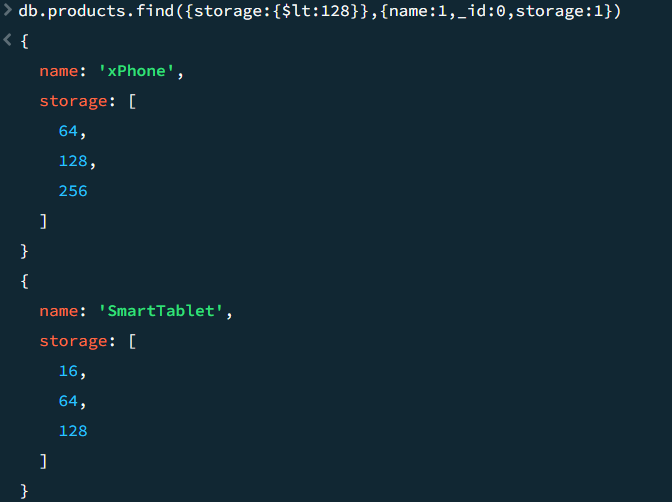 > db.products.find({storage:{$lt:128}},{name:1,_id:0,storage:1})
< {
name: 'xPhone',
storage: [
64,
128,
256
]
}
{
name: 'SmartTablet',
storage: [
16,
64,
128
]
}